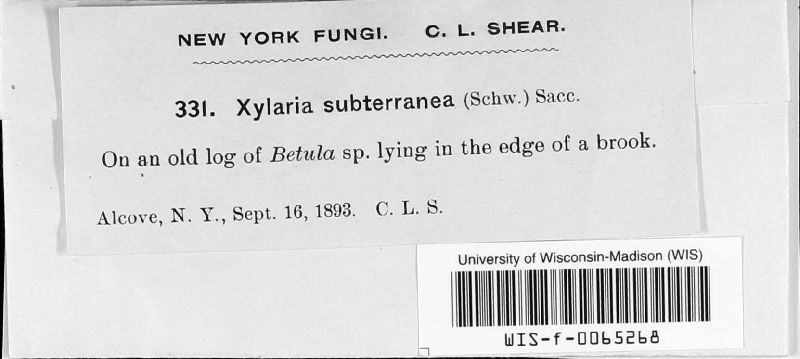 NEW YORK FUNGI. C. L. SHEAR.
331. Xylaria subterranea (Schw.) Sacc.
On an old log of Betula sp. lying in the edge of a brook.
Alcove, N. Y., Sept. 16, 1893. C. L. S.
University of Wisconsin-Madison (WIS)
WIS-f-0065268